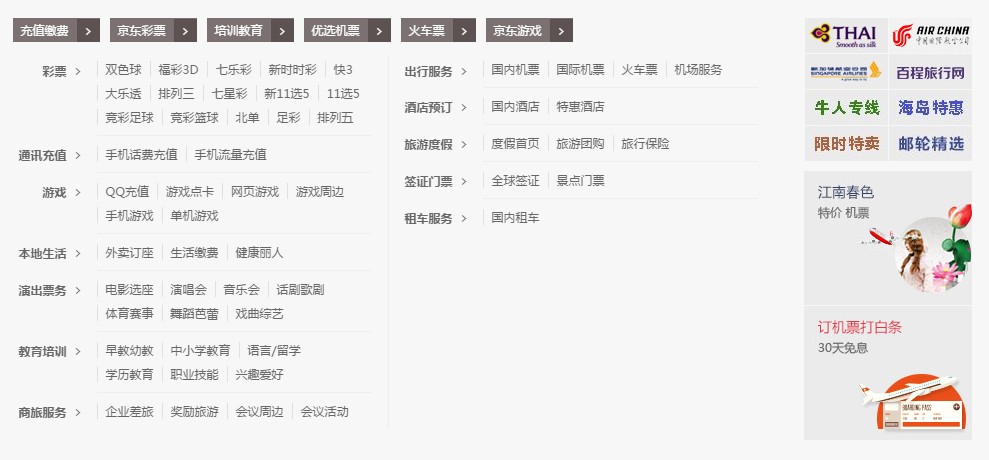 充值缴费 > 京东彩票 > 培训教育 > 优选机票 > 火车票 > 京东游戏 >
彩票 > 双色球 福彩3D 七乐彩 新时时彩 快3
大乐透 排列三 七星彩 新11选5 11选5
竞彩足球 竞彩篮球 北单 足彩 排列五
通讯充值 > 手机话费充值 手机流量充值
游戏 > QQ充值 游戏点卡 网页游戏 游戏周边
手机游戏 单机游戏
本地生活 > 外卖订座 生活缴费 健康丽人
演出票务 > 电影选座 演唱会 音乐会 话剧歌剧
体育赛事 舞蹈芭蕾 戏曲综艺
教育培训 > 早教幼教 中小学教育 语言/留学
学历教育 职业技能 兴趣爱好
商旅服务 > 企业差旅 奖励旅游 会议周边 会议活动
出行服务 > 国内机票 国际机票 火车票 机场服务
酒店预订 > 国内酒店 特惠酒店
旅游度假 > 度假首页 旅游团购 旅行保险
签证门票 > 全球签证 景点门票
租车服务 > 国内租车
THAI
Smooth as silk
AIR CHINA
中国国际航空公司
新加坡航空公司
SINGAPORE AIRLINES
百程旅行网
牛人专线 海岛特惠
限时特卖 邮轮精选
江南春色
特价 机票
订机票打白条
30天免息
BOARDING PASS